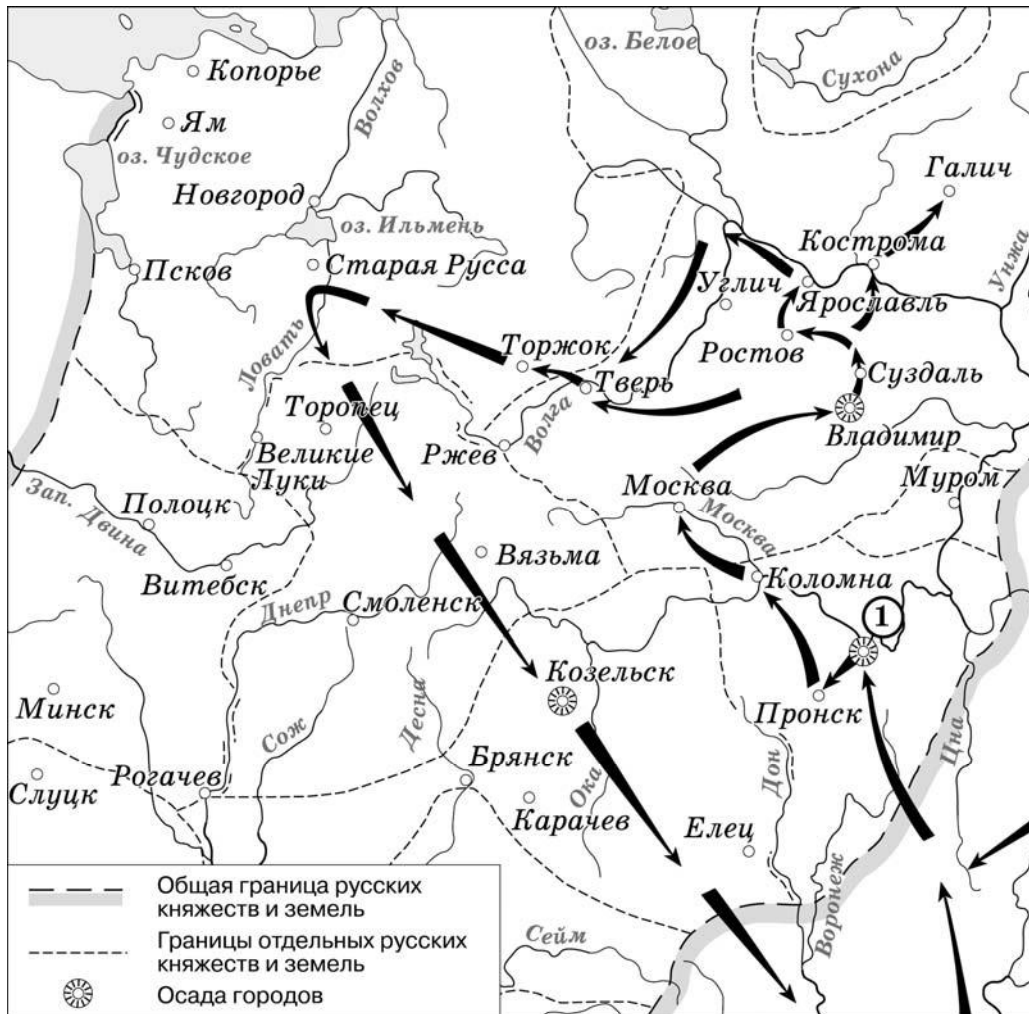 оз. Белое
Сухона
Копорье
Волхов
Ям
оз. Чудское
Галич
Новгород
оз. Ильмень
Кострома
Унжа
Псков
Старая Русса
Углич
Ярославль
Ловать
Торжок
Ростов
Тверь
Суздаль
Торопец
Волга
Владимир
Великие
Луки
Ржев
Муром
Зап. Двина
Полоцк
Москва
Москва
Вязьма
Витебск
Коломна
Днепр
Смоленск
1
Козельск
Минск
Десна
Пронск
Цна
Сож
Брянск
Дон
Слуцк
Рогачев
Ока
Карачев
Елец
Воронеж
Сейм
Общая граница русских
княжеств и земель
Границы отдельных русских
княжеств и земель
Осада городов